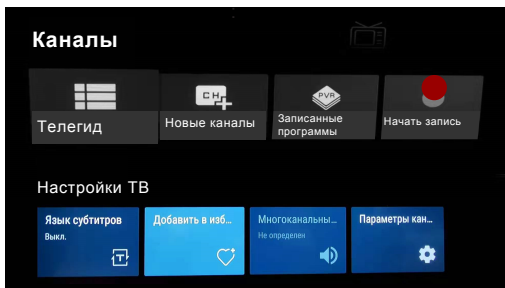 Каналы
CH
PVR
Телегид
Новые каналы
Записанные
программы
Начать запись
Настройки ТВ
Язык субтитров
Выкл.
T
Добавить в изб...
Многоканальны...
Не определен
Параметры кан...